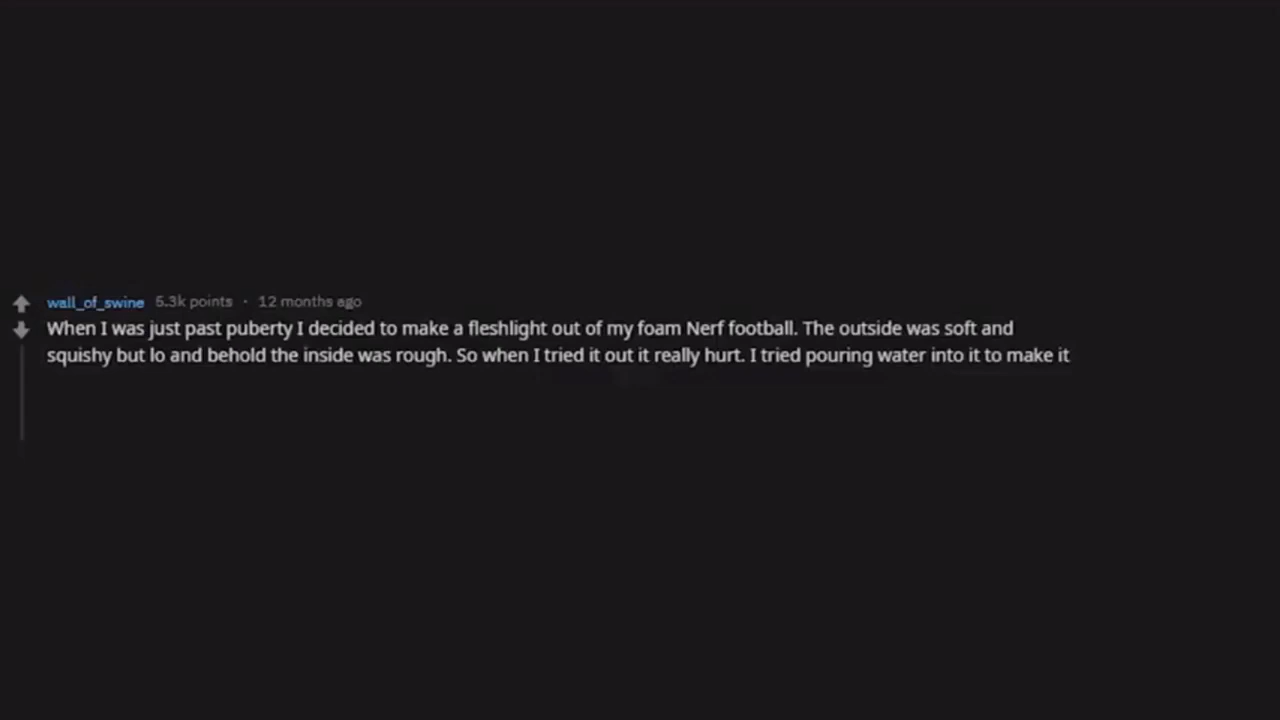 wall_of_swine 5.3k points · 12 months ago
When I was just past puberty I decided to make a fleshlight out of my foam Nerf football. The outside was soft and
squishy but lo and behold the inside was rough. So when I tried it out it really hurt. I tried pouring water into it to make it